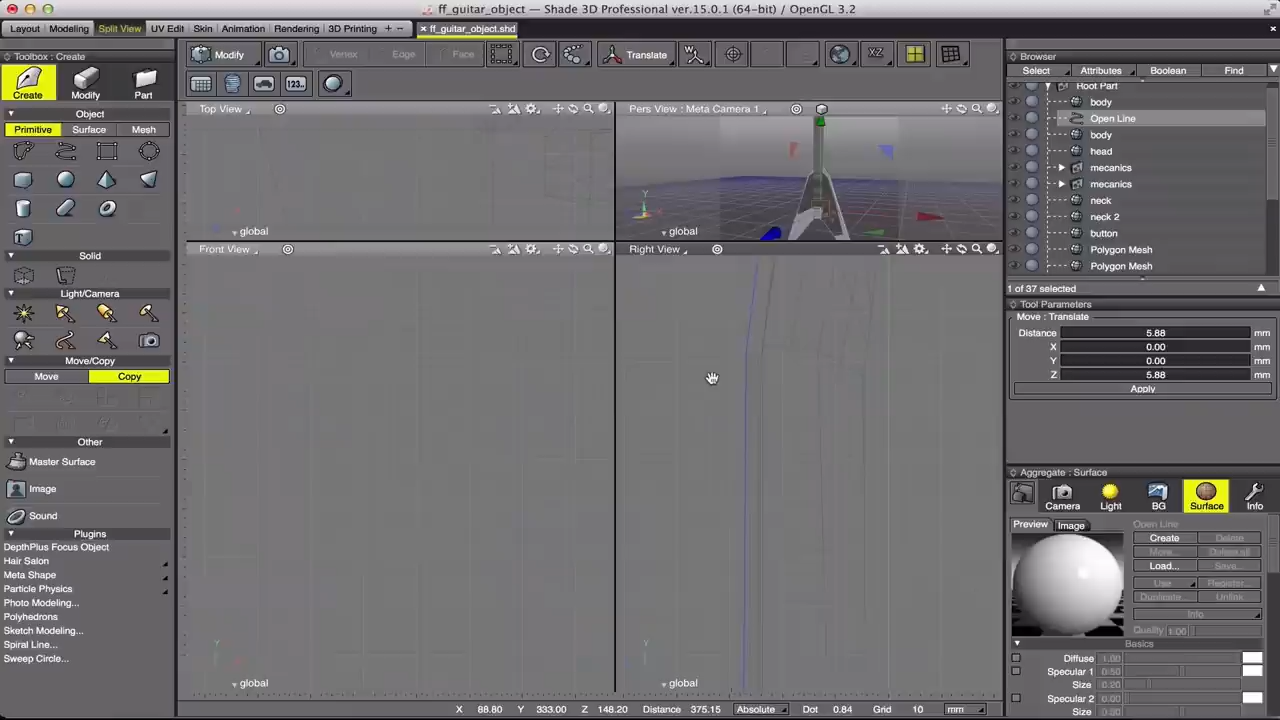 ff_guitar_object — Shade 3D Professional ver.15.0.1 (64-bit) / OpenGL 3.2
Layout Modeling Split View UV Edit Skin Animation Rendering 3D Printing + − × ff_guitar_object.shd
Toolbox : Create
Create Modify Part
Object
Primitive Surface Mesh
Solid
Light/Camera
Move/Copy
Move Copy
Other
Master Surface
Image
Sound
Plugins
DepthPlus Focus Object
Hair Salon
Meta Shape
Particle Physics
Photo Modeling...
Polyhedrons
Sketch Modeling...
Spiral Line...
Sweep Circle...
Modify Vertex Edge Face Translate W XZ
123..
Top View
global
Pers View : Meta Camera 1
Y
global
Front View
Y
global
Right View
Y
global
X 88.80 Y 333.00 Z 148.20 Distance 375.15 Absolute Dot 0.84 Grid 10 mm
Browser
Select Attributes Boolean Find
Root Part
body
Open Line
body
head
mecanics
mecanics
neck
neck 2
button
Polygon Mesh
Polygon Mesh
1 of 37 selected
Tool Parameters
Move : Translate
Distance 5.88 mm
X 0.00 mm
Y 0.00 mm
Z 5.88 mm
Apply
Aggregate : Surface
Camera Light BG Surface Info
Preview Image Open Line
Create Delete
More... Default
Load... Save...
Use Register...
Duplicate... Unlink
Info
Quality 1.00
Basics
Diffuse 1.00
Specular 1 0.50
Size 0.20
Specular 2 0.00
Size